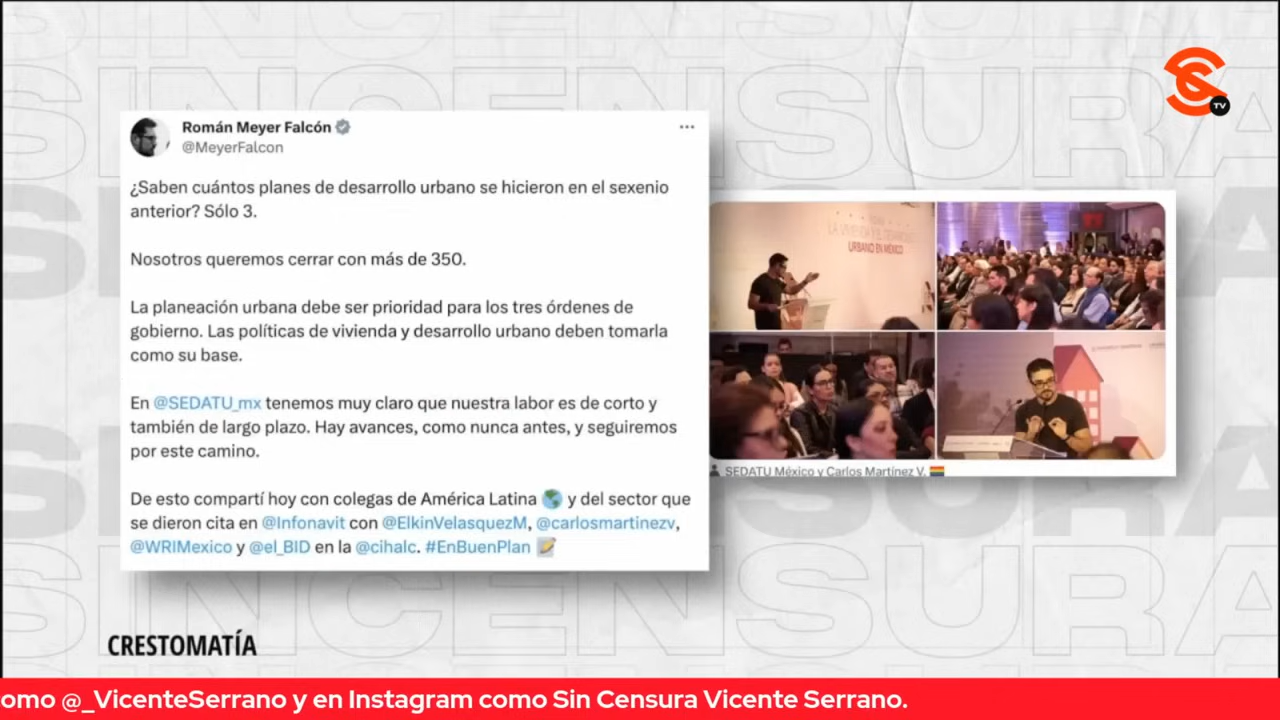 SINCENSURA
TV
Román Meyer Falcón
@MeyerFalcon
¿Saben cuántos planes de desarrollo urbano se hicieron en el sexenio
anterior? Sólo 3.
Nosotros queremos cerrar con más de 350.
La planeación urbana debe ser prioridad para los tres órdenes de
gobierno. Las políticas de vivienda y desarrollo urbano deben tomarla
como su base.
En @SEDATU_mx tenemos muy claro que nuestra labor es de corto y
también de largo plazo. Hay avances, como nunca antes, y seguiremos
por este camino.
De esto compartí hoy con colegas de América Latina 🌎 y del sector que
se dieron cita en @Infonavit con @ElkinVelasquezM, @carlosmartinezv,
@WRIMexico y @el_BID en la @cihalc. #EnBuenPlan 📝
LA VIVIENDA Y EL DESARROLLO
URBANO EN MÉXICO
SEDATU México y Carlos Martínez V. 🏳️‍🌈
CRESTOMATÍA
omo @_VicenteSerrano y en Instagram como Sin Censura Vicente Serrano.